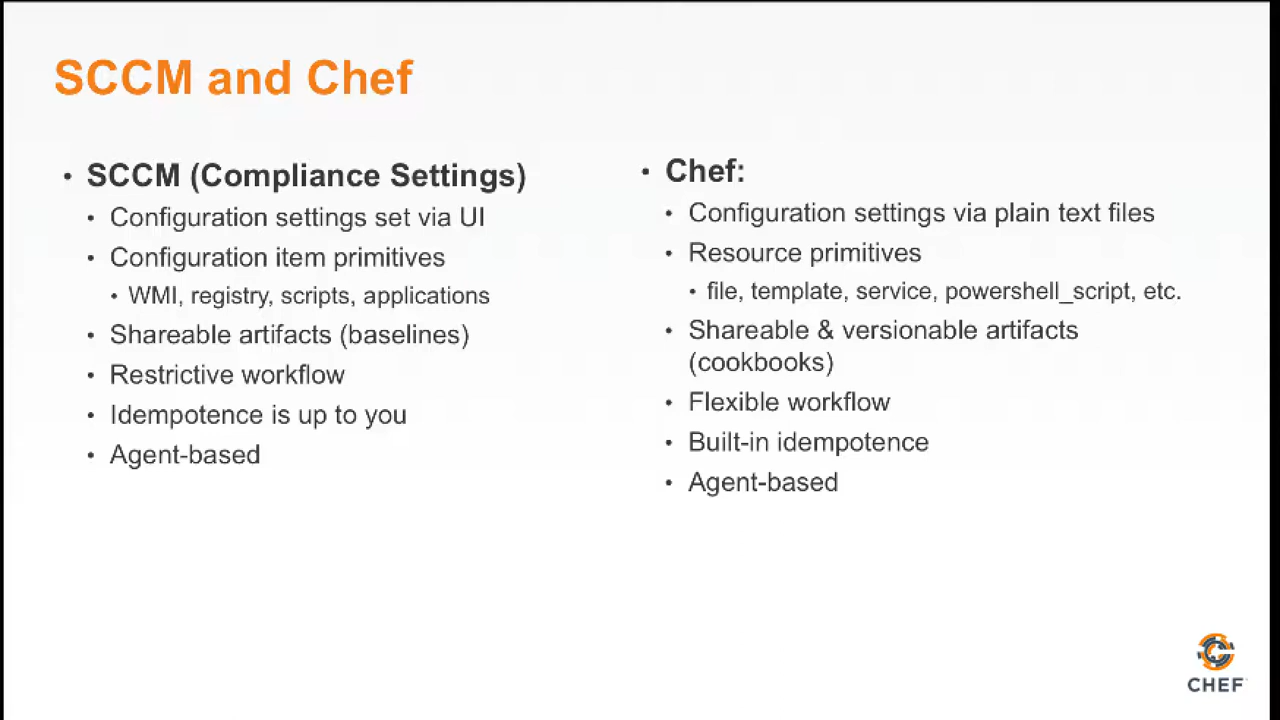 SCCM and Chef
• SCCM (Compliance Settings)
• Configuration settings set via UI
• Configuration item primitives
• WMI, registry, scripts, applications
• Shareable artifacts (baselines)
• Restrictive workflow
• Idempotence is up to you
• Agent-based
• Chef:
• Configuration settings via plain text files
• Resource primitives
• file, template, service, powershell_script, etc.
• Shareable & versionable artifacts
(cookbooks)
• Flexible workflow
• Built-in idempotence
• Agent-based
CHEF